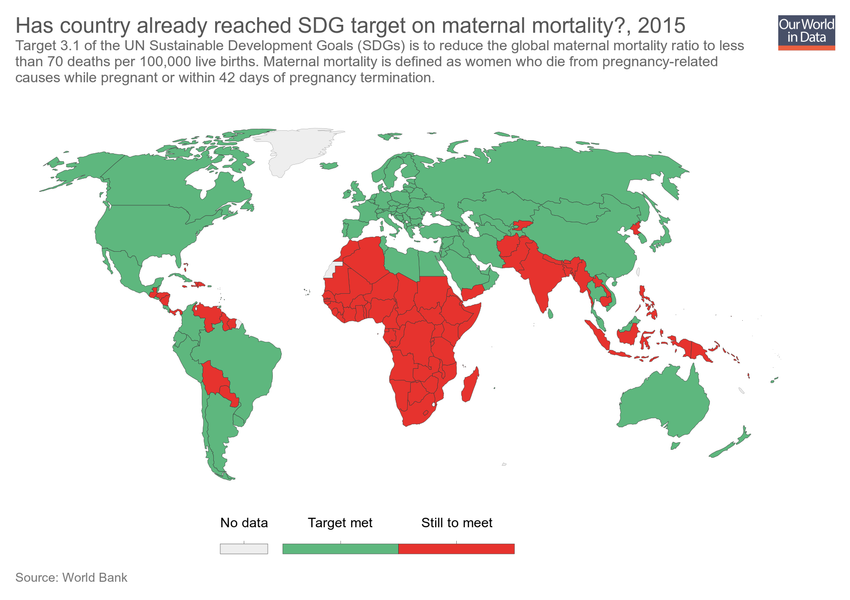 Has country already reached SDG target on maternal mortality?, 2015
Our World
in Data
Target 3.1 of the UN Sustainable Development Goals (SDGs) is to reduce the global maternal mortality ratio to less
than 70 deaths per 100,000 live births. Maternal mortality is defined as women who die from pregnancy-related
causes while pregnant or within 42 days of pregnancy termination.
No data
Target met
Still to meet
Source: World Bank